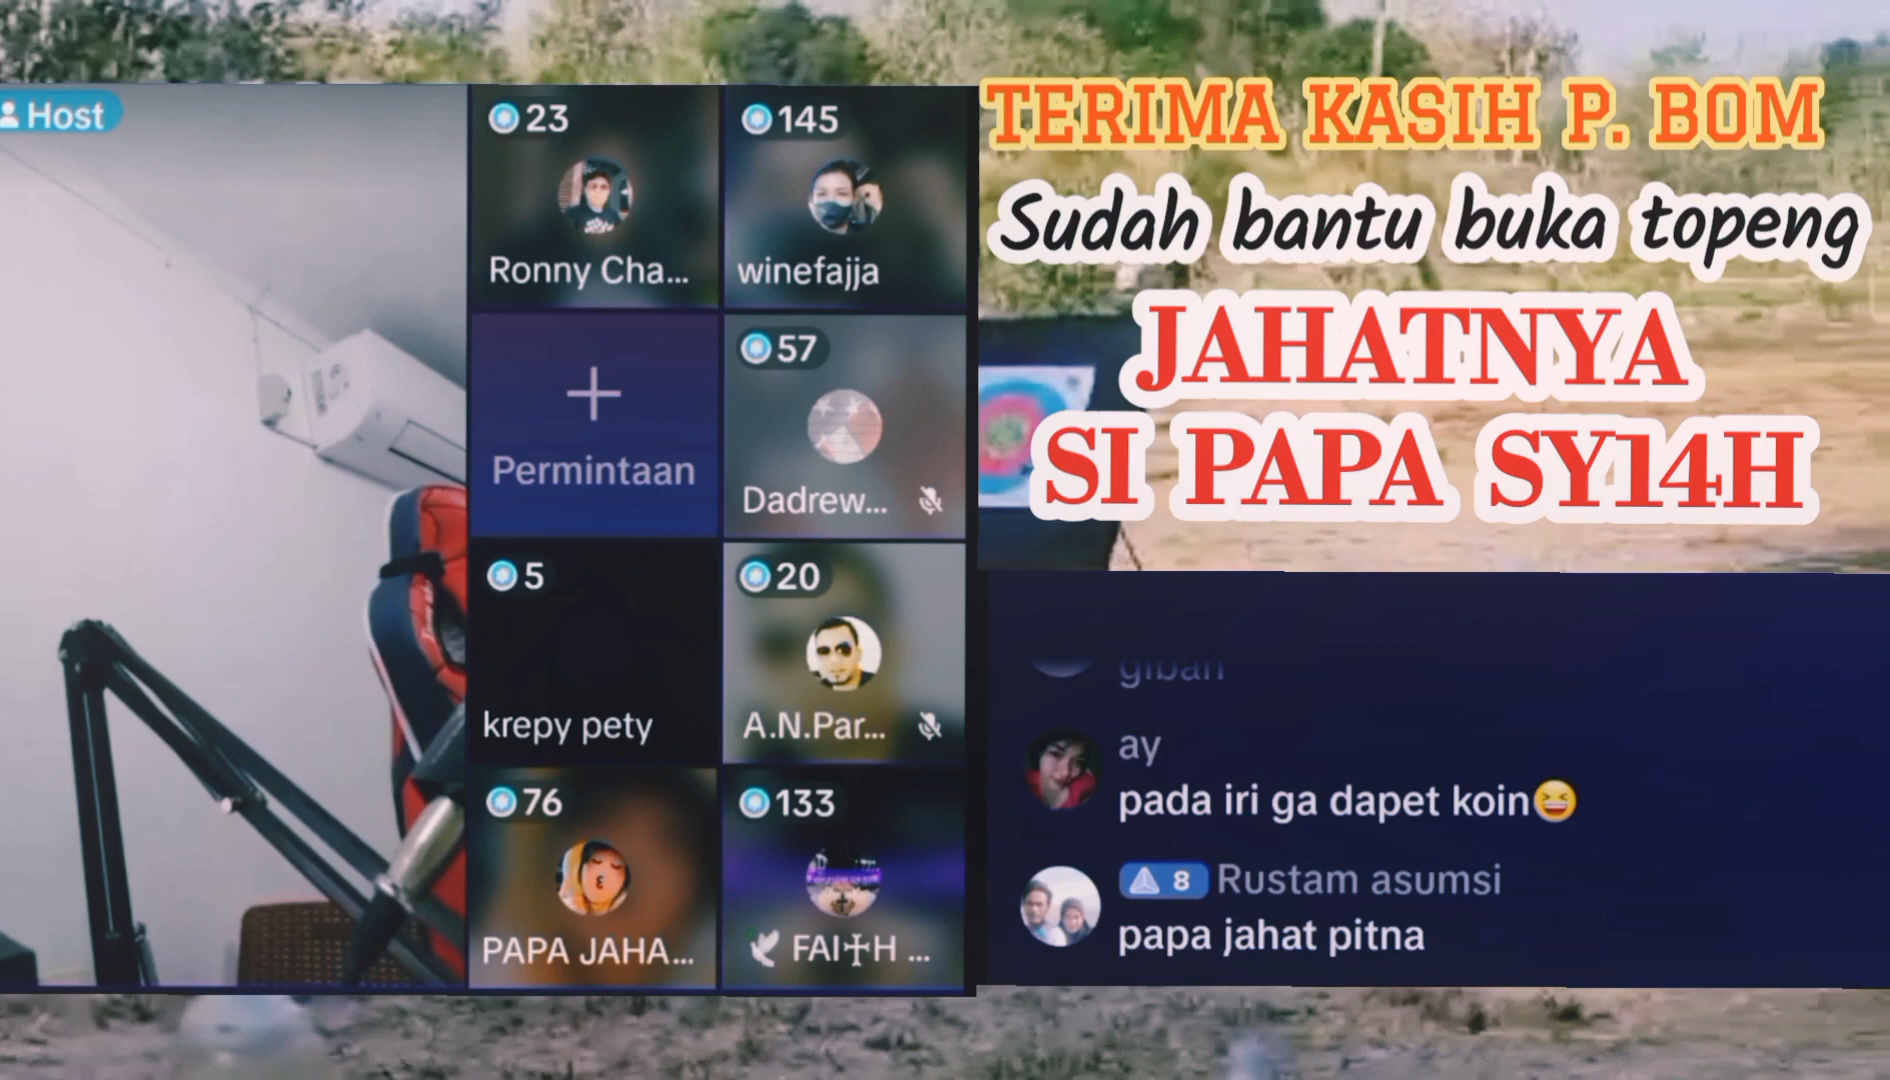 Host
23
Ronny Cha...
145
winefajja
Permintaan
57
Dadrew...
5
krepy pety
20
A.N.Par...
76
PAPA JAHA...
133
FAI✝H ...
TERIMA KASIH P. BOM
Sudah bantu buka topeng
JAHATNYA
SI PAPA SY14H
ay
pada iri ga dapet koin😆
8 Rustam asumsi
papa jahat pitna